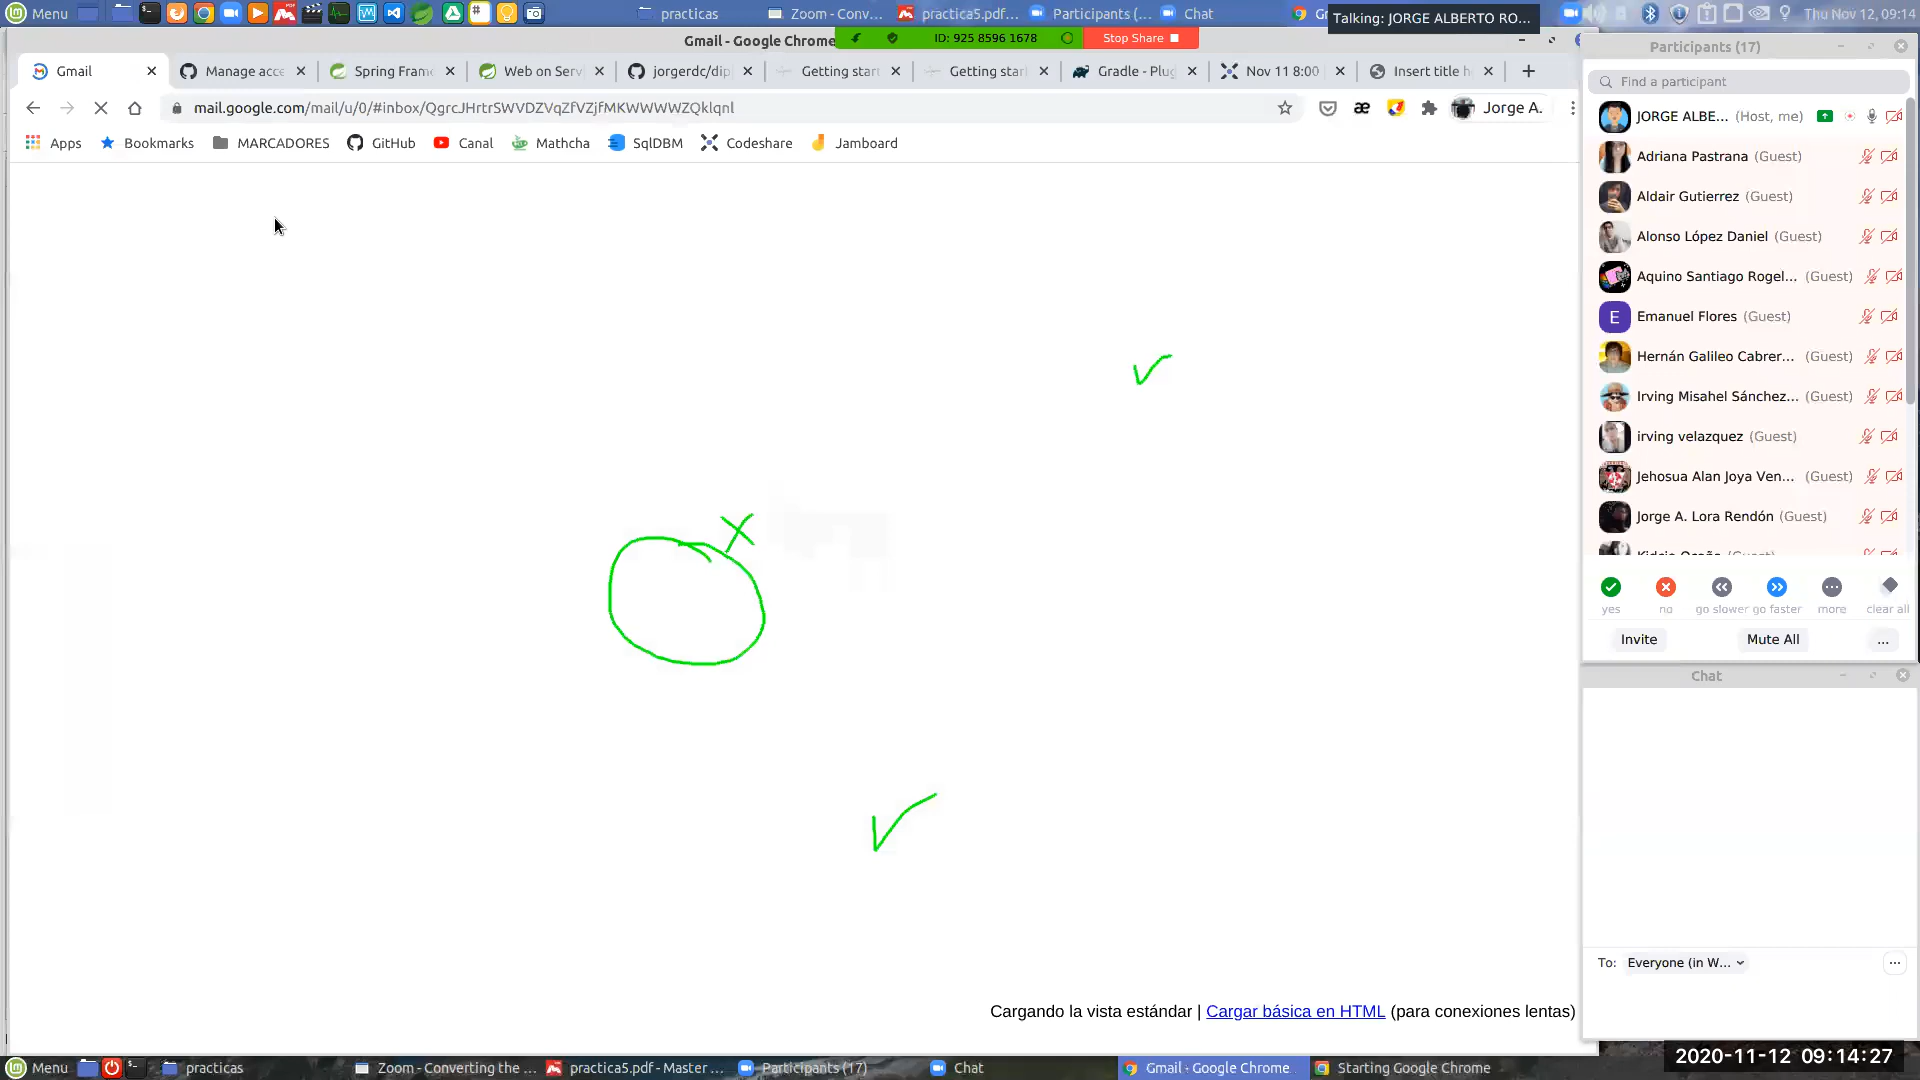 Menu
practicas
Zoom - Conv...
practica5.pdf...
Participants (...
Chat
Talking: JORGE ALBERTO RO...
Thu Nov 12, 09:14
Gmail - Google Chrome
ID: 925 8596 1678
Stop Share
Gmail
Manage acce
Spring Fram
Web on Serv
jorgerdc/dip
Getting star
Getting star
Gradle - Plug
Nov 11 8:00
Insert title h
mail.google.com/mail/u/0/#inbox/QgrcJHrtrSWVDZVqZfVZjfMKWWWWZQklqnl
æ
Jorge A.
Apps
Bookmarks
MARCADORES
GitHub
Canal
Mathcha
SqlDBM
Codeshare
Jamboard
X
Cargando la vista estándar | Cargar básica en HTML (para conexiones lentas)
Participants (17)
Find a participant
JORGE ALBE... (Host, me)
Adriana Pastrana (Guest)
Aldair Gutierrez (Guest)
Alonso López Daniel (Guest)
Aquino Santiago Rogel... (Guest)
E Emanuel Flores (Guest)
Hernán Galileo Cabrer... (Guest)
Irving Misahel Sánchez... (Guest)
irving velazquez (Guest)
Jehosua Alan Joya Ven... (Guest)
Jorge A. Lora Rendón (Guest)
yes
no
go slower
go faster
more
clear all
Invite
Mute All
...
Chat
To: Everyone (in W...
Menu
practicas
Zoom - Converting the ...
practica5.pdf - Master ...
Participants (17)
Chat
Gmail - Google Chrome
Starting Google Chrome
2020-11-12 09:14:27